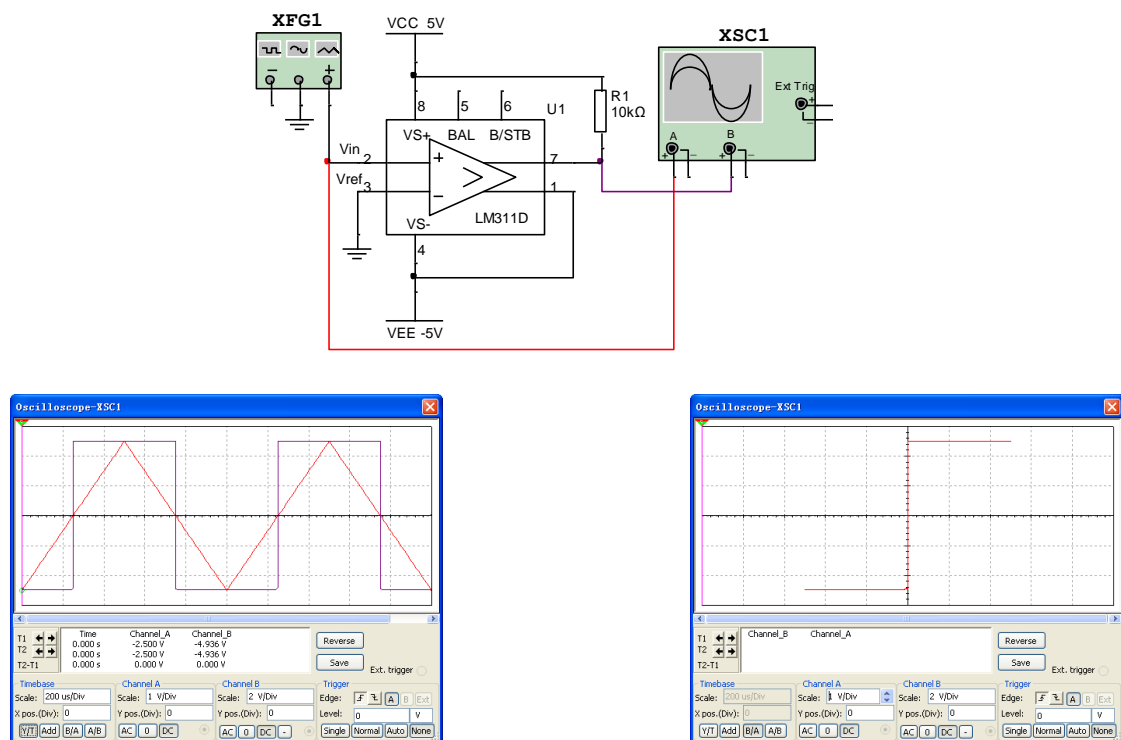 XFG1
VCC 5V
XSC1
Ext Trig
+
−
A
B
+ − + −
− +
8 5 6
U1
R1
10kΩ
VS+ BAL B/STB
Vin
2
+
7
Vref
3
−
1
VS-
LM311D
4
VEE -5V
Oscilloscope-XSC1
T1
T2
T2-T1
Time Channel_A Channel_B
0.000 s -2.500 V -4.936 V
0.000 s -2.500 V -4.936 V
0.000 s 0.000 V 0.000 V
Reverse
Save
Ext. trigger
Timebase
Scale: 200 us/Div
X pos.(Div): 0
Y/T Add B/A A/B
Channel A
Scale: 1 V/Div
Y pos.(Div): 0
AC 0 DC
Channel B
Scale: 2 V/Div
Y pos.(Div): 0
AC 0 DC -
Trigger
Edge: A B Ext
Level: 0 V
Single Normal Auto None
Oscilloscope-XSC1
T1
T2
T2-T1
Channel_B Channel_A
Reverse
Save
Ext. trigger
Timebase
Scale: 200 us/Div
X pos.(Div): 0
Y/T Add B/A A/B
Channel A
Scale: 1 V/Div
Y pos.(Div): 0
AC 0 DC
Channel B
Scale: 2 V/Div
Y pos.(Div): 0
AC 0 DC -
Trigger
Edge: A B Ext
Level: 0 V
Single Normal Auto None